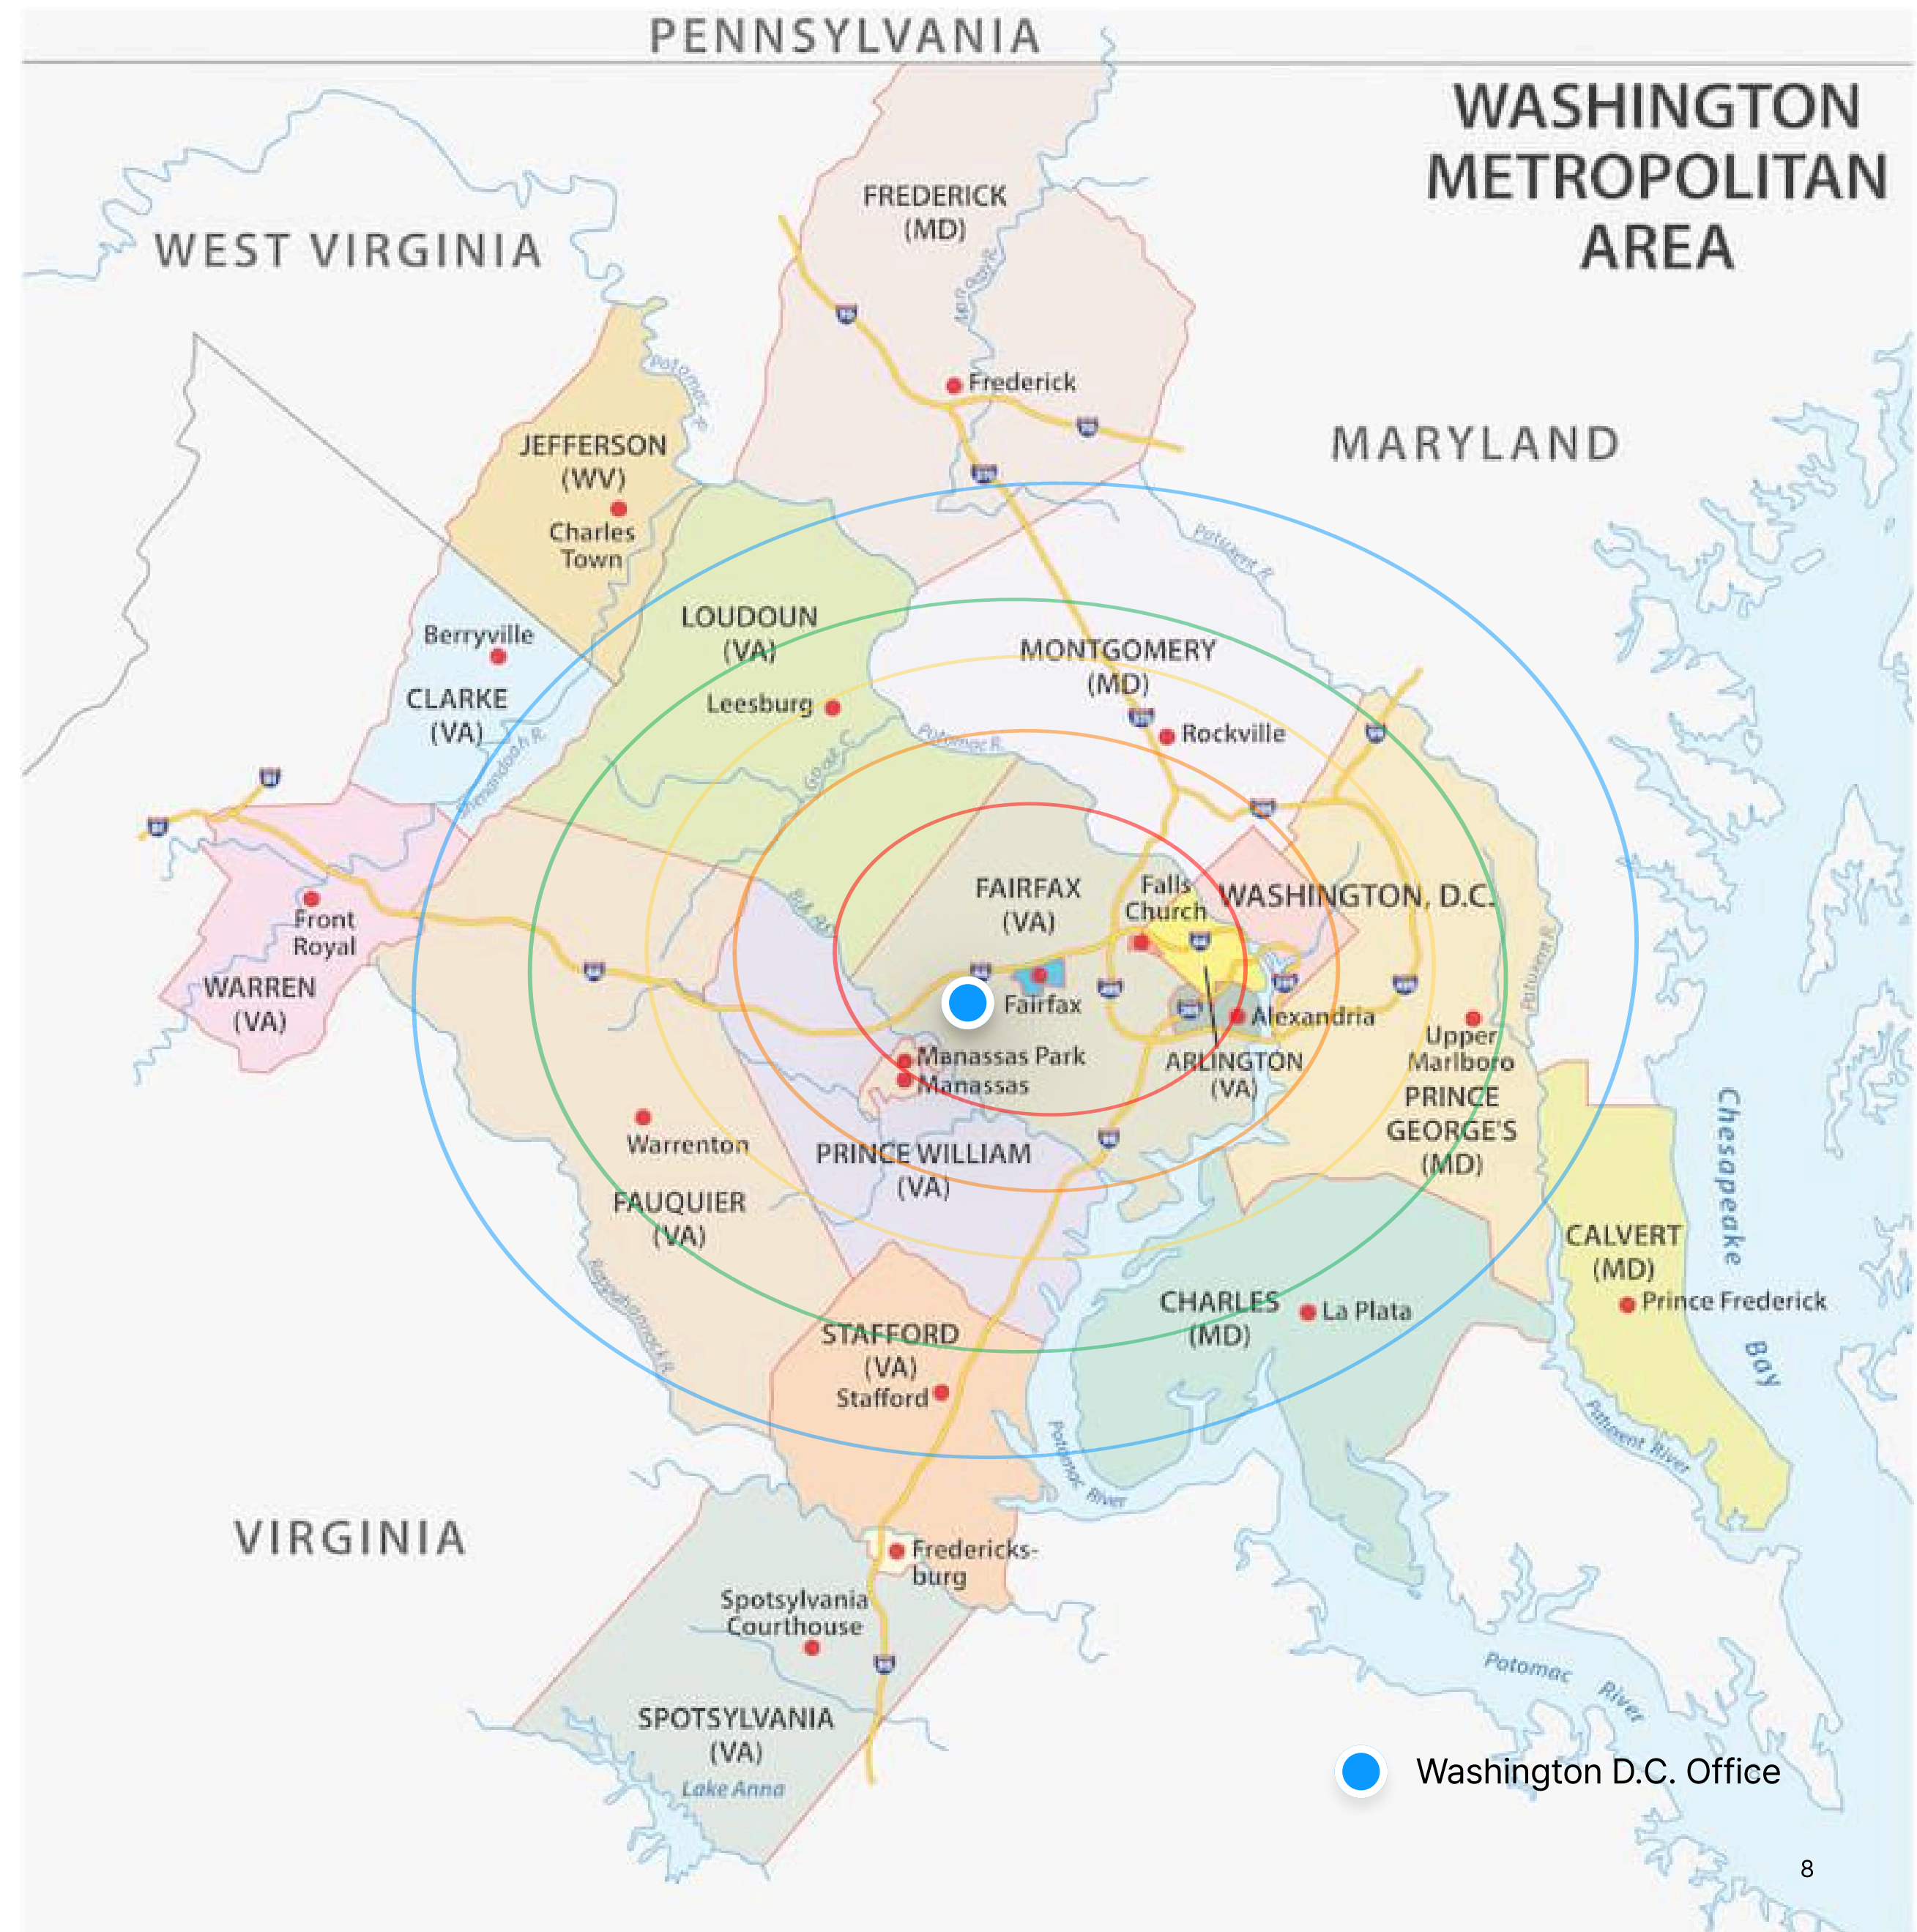 PENNSYLVANIA
WASHINGTON
METROPOLITAN
AREA
FREDERICK
(MD)
WEST VIRGINIA
Potomac R.
Frederick
MARYLAND
JEFFERSON
(WV)
Charles
Town
Patuxent R.
LOUDOUN
(VA)
Berryville
MONTGOMERY
(MD)
CLARKE
(VA)
Leesburg
Rockville
Shenandoah R.
Potomac R.
FAIRFAX
(VA)
Falls
Church
WASHINGTON, D.C.
Front
Royal
Bull Run
WARREN
(VA)
Patuxent R.
Fairfax
Alexandria
Upper
Marlboro
Manassas Park
Manassas
ARLINGTON
(VA)
PRINCE
GEORGE'S
(MD)
Warrenton
PRINCE WILLIAM
(VA)
Chesapeake
Bay
FAUQUIER
(VA)
CALVERT
(MD)
Prince Frederick
Rappahannock R.
CHARLES
(MD)
La Plata
STAFFORD
(VA)
Stafford
Potomac River
Patuxent River
VIRGINIA
Fredericks-
burg
Spotsylvania
Courthouse
Potomac River
SPOTSYLVANIA
(VA)
Lake Anna
Washington D.C. Office
8